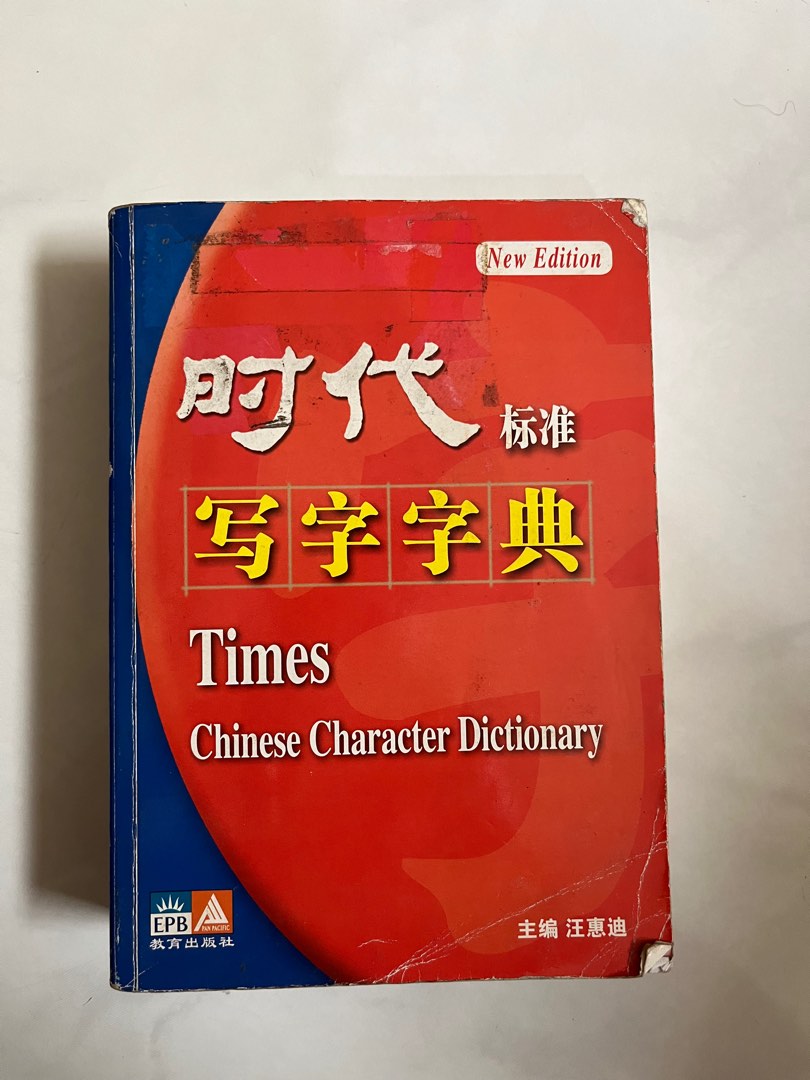 New Edition
时代 标准
写字字典
Times
Chinese Character Dictionary
EPB PAN PACIFIC
教育出版社
主编 汪惠迪